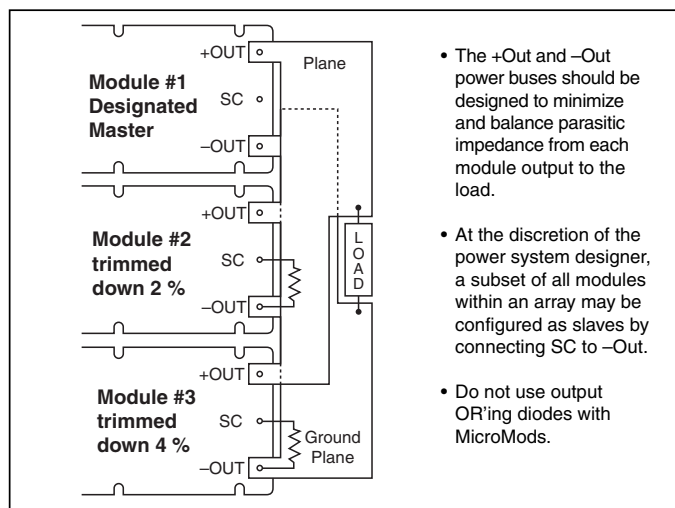 +OUT
Plane
Module #1
Designated
Master
SC
–OUT
+OUT
Module #2
trimmed
down 2 %
SC
–OUT
LOAD
+OUT
Module #3
trimmed
down 4 %
SC
Ground
Plane
–OUT
• The +Out and –Out
power buses should be
designed to minimize
and balance parasitic
impedance from each
module output to the
load.
• At the discretion of the
power system designer,
a subset of all modules
within an array may be
configured as slaves by
connecting SC to –Out.
• Do not use output
OR'ing diodes with
MicroMods.